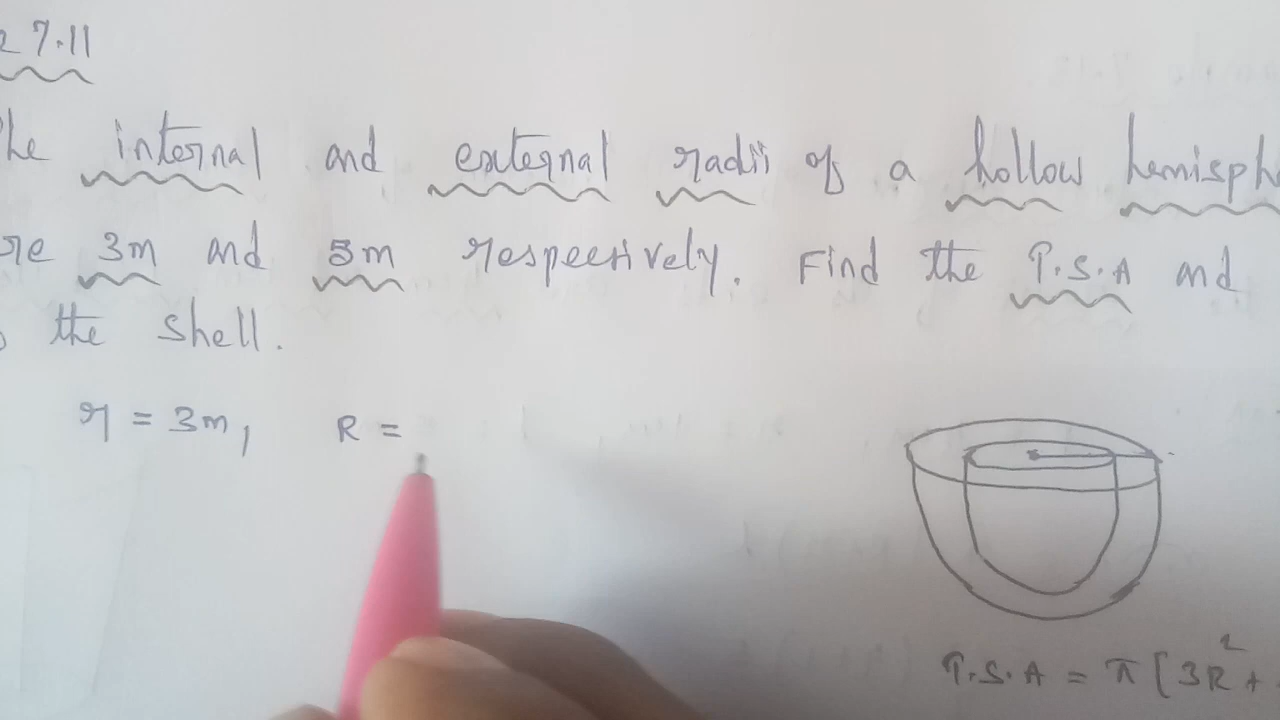 7.11
he internal and external radii of a hollow hemisph
re 3m and 5m respectively. Find the T.S.A and
the shell.
r = 3m, R =
T.S.A = π [3R² +